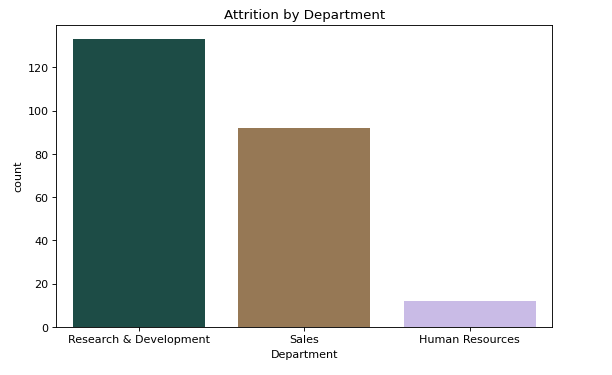 Attrition by Department
count
120
100
80
60
40
20
0
Research & Development Sales Human Resources
Department